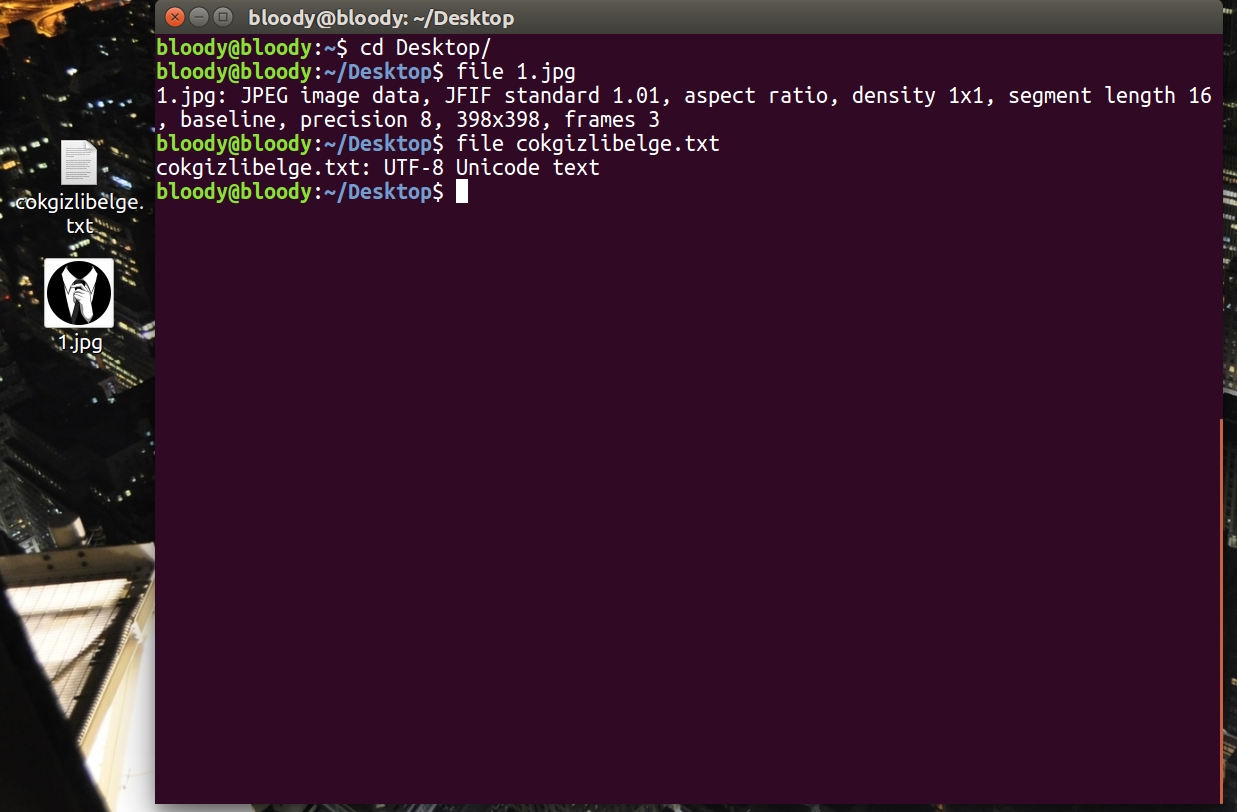 bloody@bloody: ~/Desktop
bloody@bloody:~$ cd Desktop/
bloody@bloody:~/Desktop$ file 1.jpg
1.jpg: JPEG image data, JFIF standard 1.01, aspect ratio, density 1x1, segment length 16
, baseline, precision 8, 398x398, frames 3
bloody@bloody:~/Desktop$ file cokgizlibelge.txt
cokgizlibelge.txt: UTF-8 Unicode text
bloody@bloody:~/Desktop$
cokgizlibelge.
txt
1.jpg